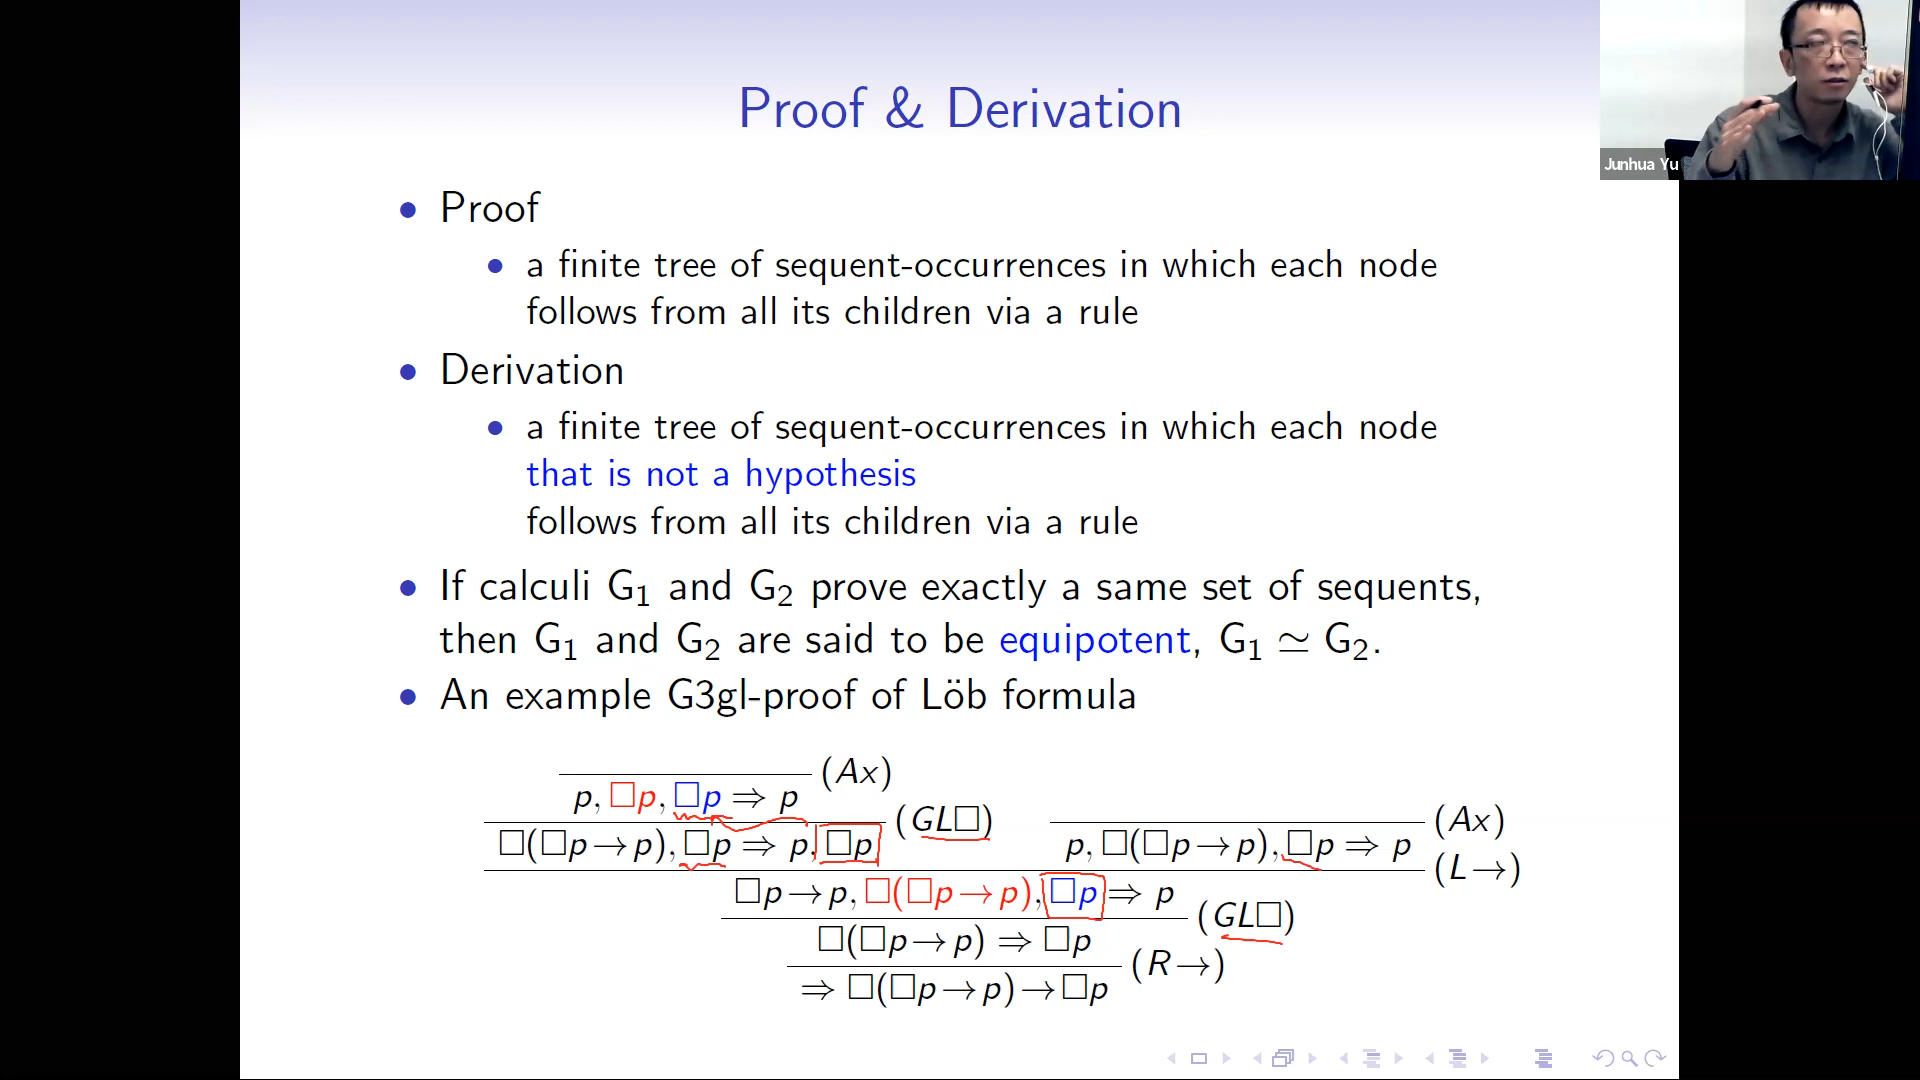 Proof & Derivation
Junhua Yu
• Proof
• a finite tree of sequent-occurrences in which each node
follows from all its children via a rule
• Derivation
• a finite tree of sequent-occurrences in which each node
that is not a hypothesis
follows from all its children via a rule
• If calculi G₁ and G₂ prove exactly a same set of sequents,
then G₁ and G₂ are said to be equipotent, G₁ ≃ G₂.
• An example G3gl-proof of Löb formula
(Ax)
p, □p, □p ⇒ p
(GL□) (Ax)
□(□p→p), □p ⇒ p, □p p, □(□p→p), □p ⇒ p
(L→)
□p→p, □(□p→p), □p ⇒ p
(GL□)
□(□p→p) ⇒ □p
(R→)
⇒ □(□p→p)→□p